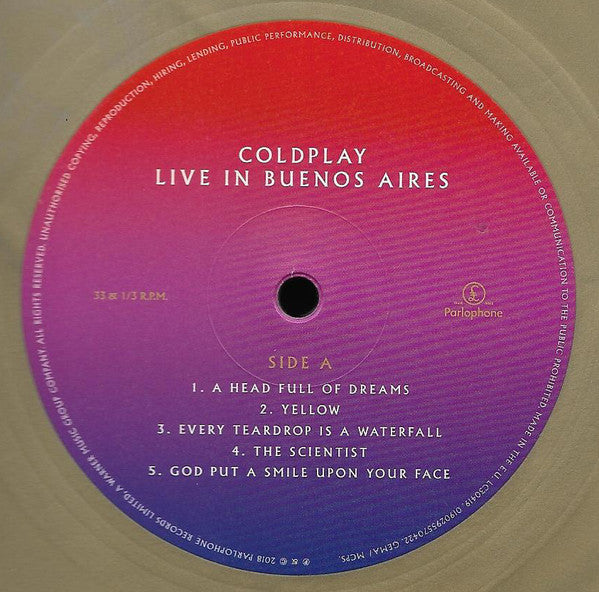 COLDPLAY
LIVE IN BUENOS AIRES
33 & 1/3 R.P.M.
£
Parlophone
SIDE A
1. A HEAD FULL OF DREAMS
2. YELLOW
3. EVERY TEARDROP IS A WATERFALL
4. THE SCIENTIST
5. GOD PUT A SMILE UPON YOUR FACE
℗ & © 2018 PARLOPHONE RECORDS LIMITED, A WARNER MUSIC GROUP COMPANY. ALL RIGHTS RESERVED. UNAUTHORISED COPYING, REPRODUCTION, HIRING, LENDING, PUBLIC PERFORMANCE, DISTRIBUTION, BROADCASTING AND MAKING AVAILABLE OR COMMUNICATION TO THE PUBLIC PROHIBITED. MADE IN THE E.U. LC30419. 0190295570422. GEMA/ MCPS.